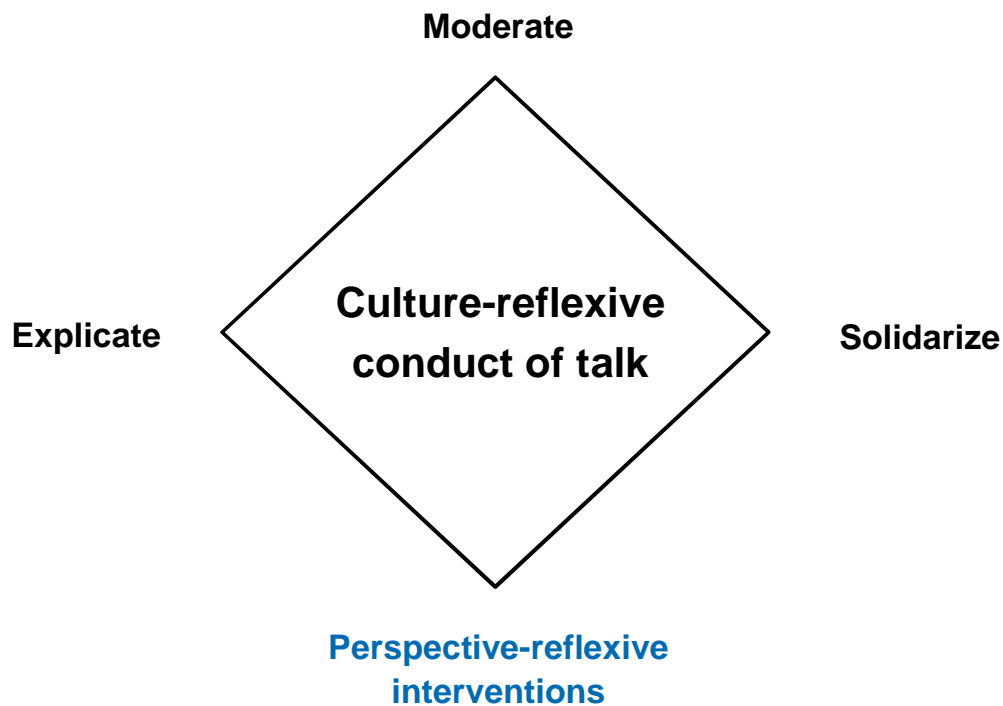 Moderate
Culture-reflexive
conduct of talk
Explicate
Solidarize
Perspective-reflexive
interventions